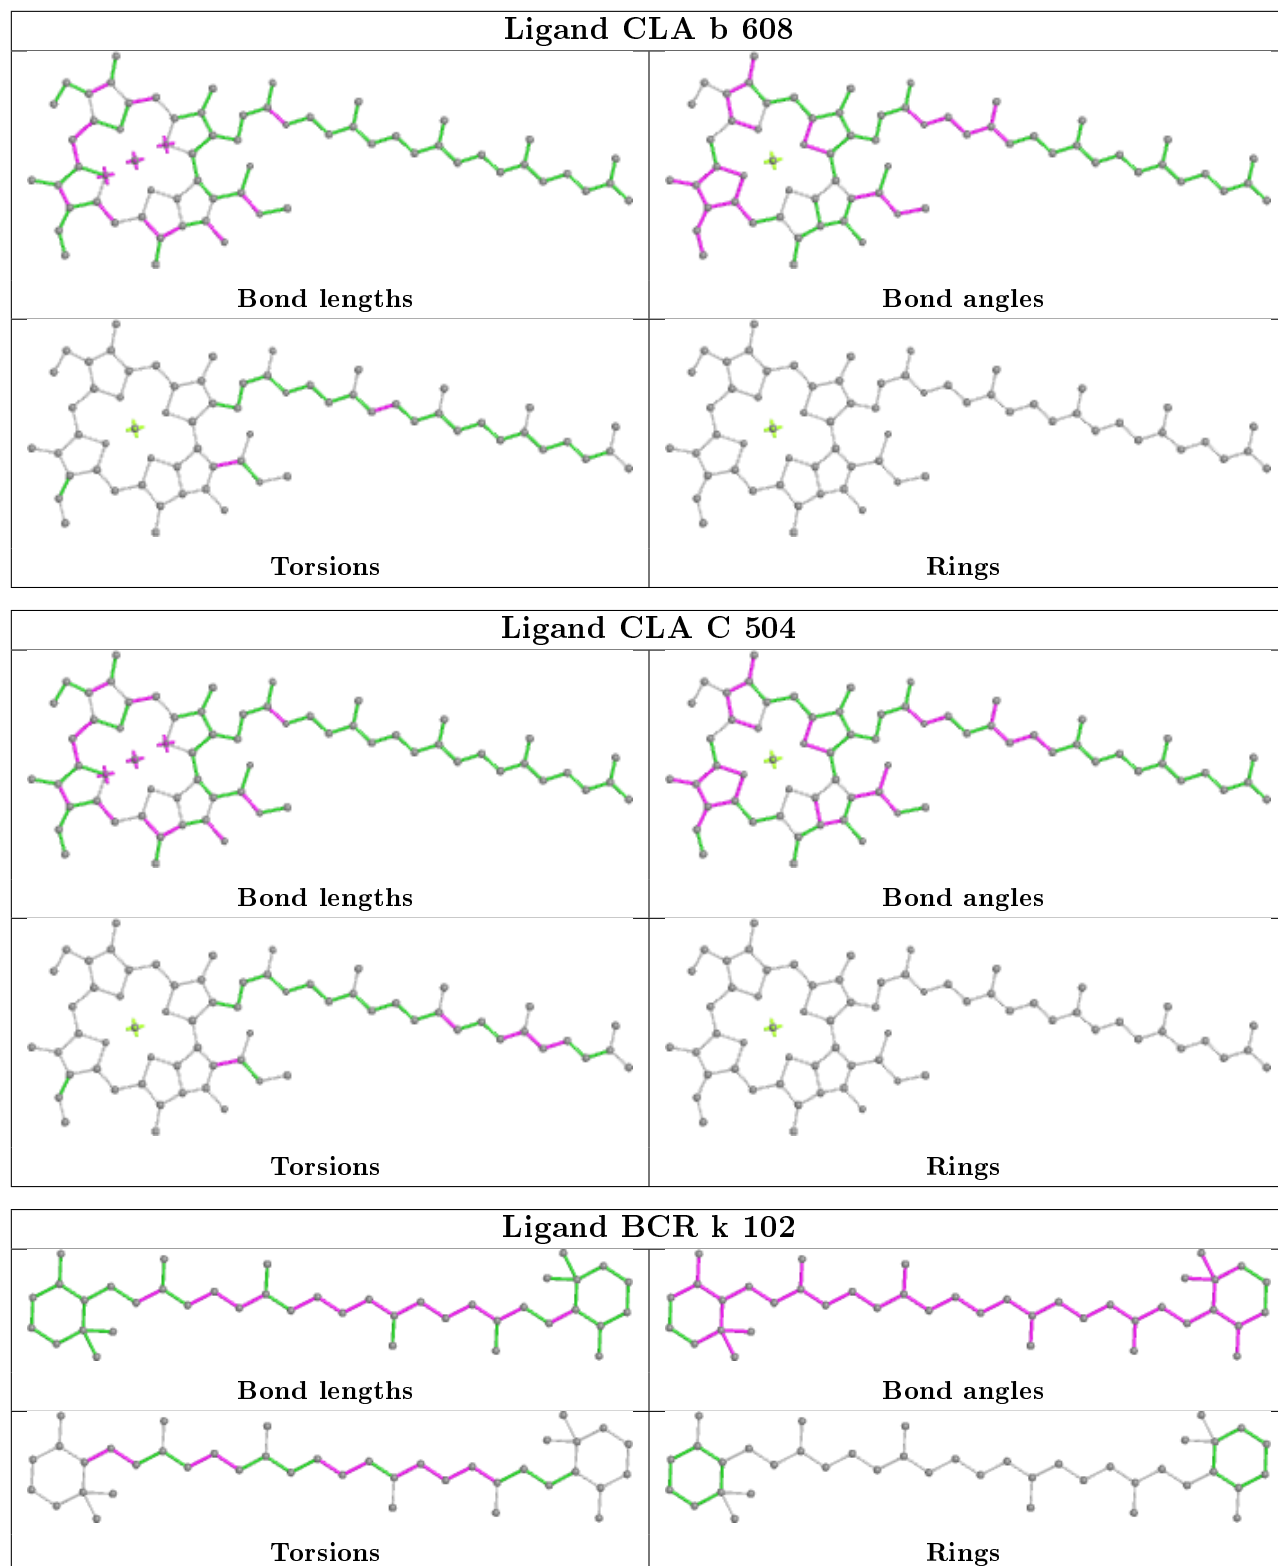 Ligand CLA b 608
Bond lengths
Bond angles
Torsions
Rings
Ligand CLA C 504
Bond lengths
Bond angles
Torsions
Rings
Ligand BCR k 102
Bond lengths
Bond angles
Torsions
Rings